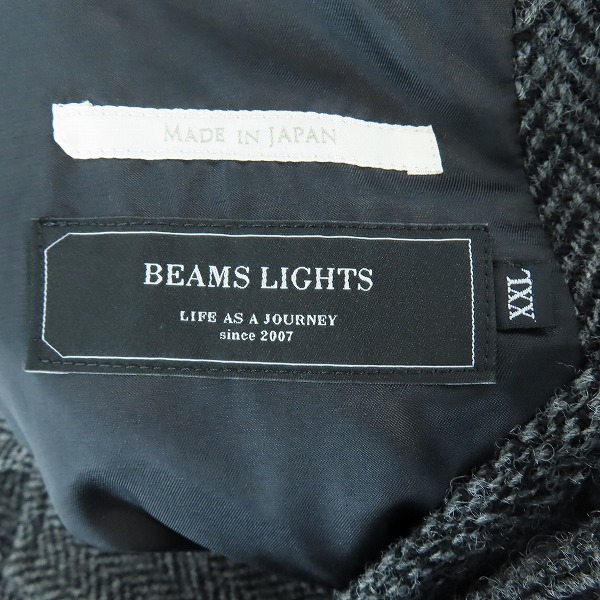 MADE IN JAPAN
BEAMS LIGHTS
LIFE AS A JOURNEY
since 2007
XXL